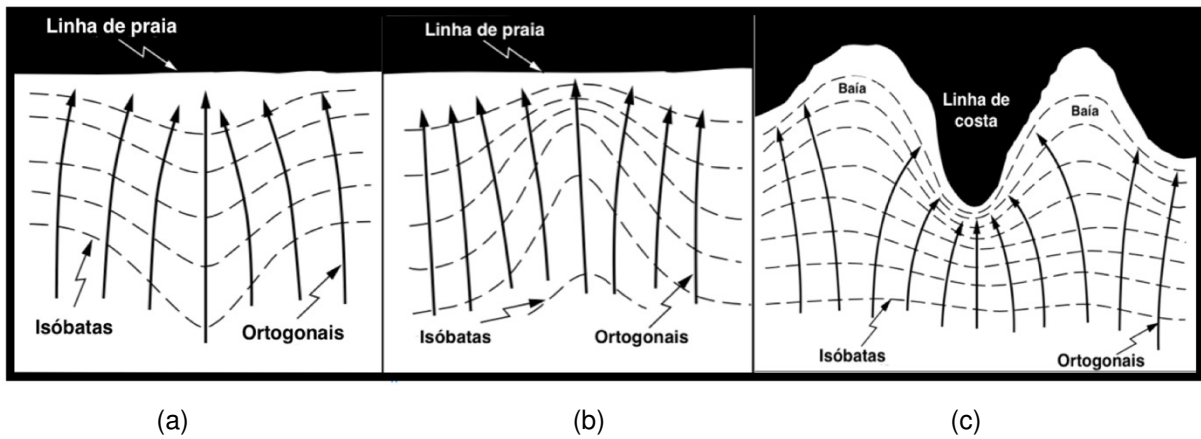 Linha de praia
Isóbatas
Ortogonais
Linha de praia
Isóbatas
Ortogonais
Baía
Linha de
costa
Baía
Isóbatas
Ortogonais
(a)
(b)
(c)